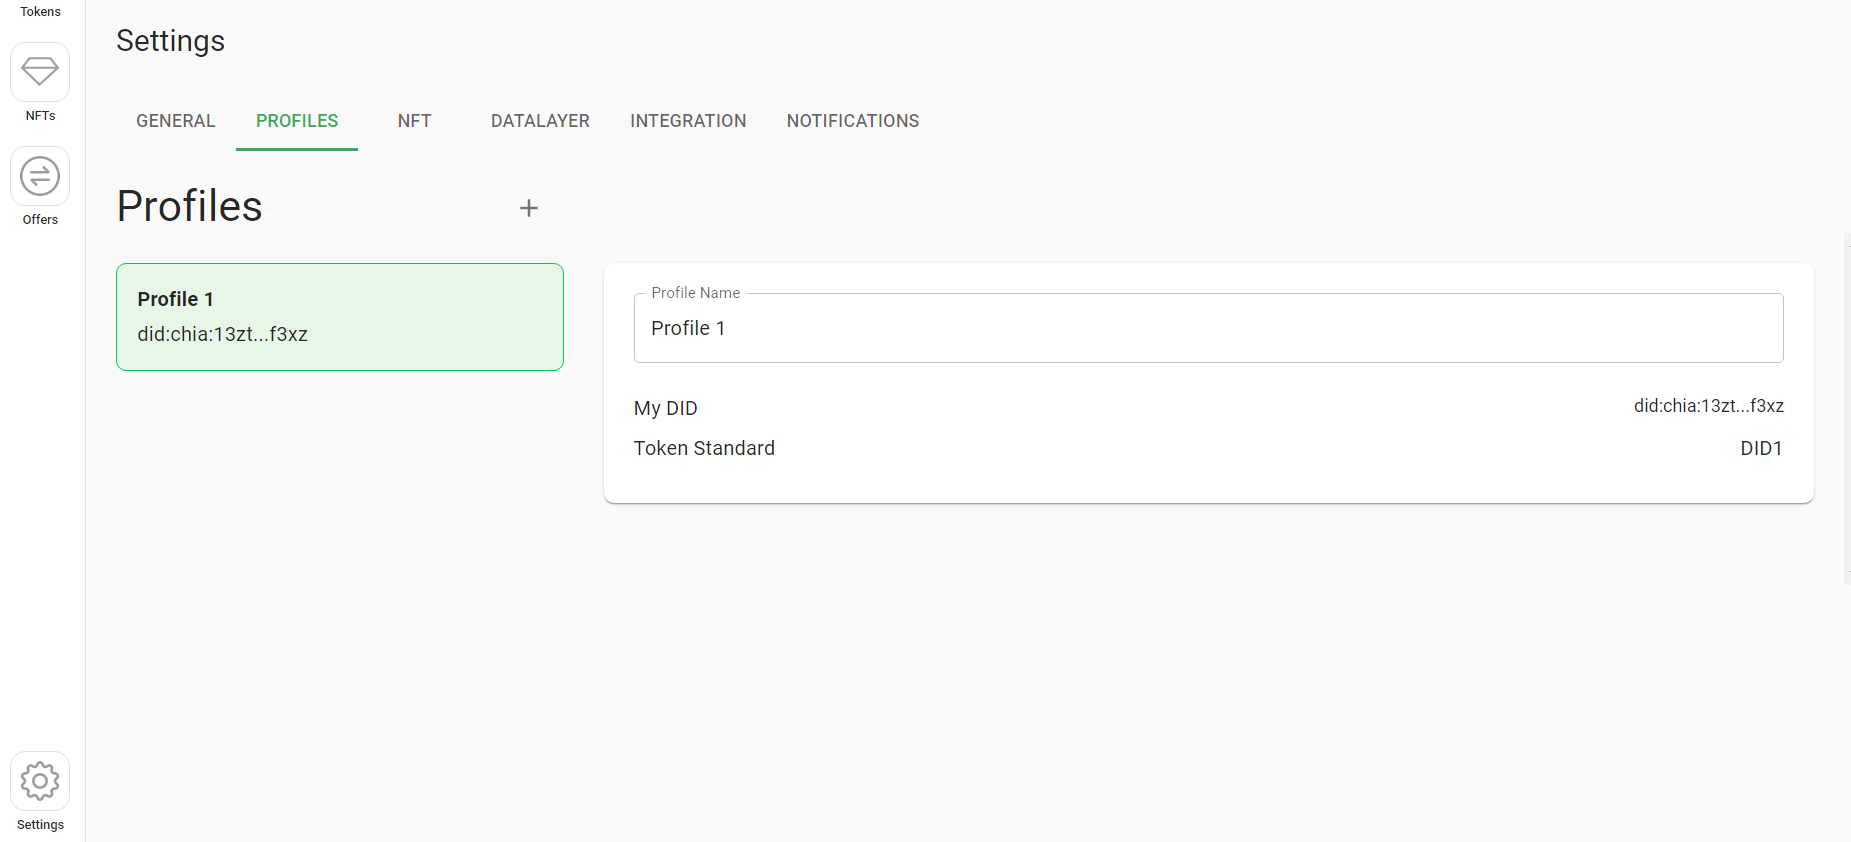 Tokens
NFTs
Offers
Settings
Settings
GENERAL PROFILES NFT DATALAYER INTEGRATION NOTIFICATIONS
Profiles +
Profile 1
did:chia:13zt...f3xz
Profile Name
Profile 1
My DID did:chia:13zt...f3xz
Token Standard DID1